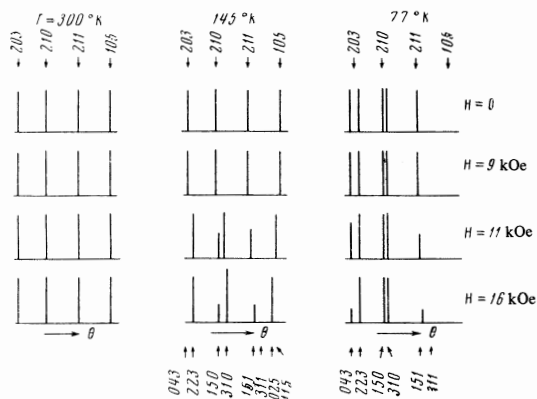 T = 300 °K 145 °K 77 °K
203 210 211 105 203 210 211 105 203 210 211 105
H = 0
H = 9 kOe
H = 11 kOe
H = 16 kOe
θ θ θ
043 223 150 310 151 311 025 115 043 223 150 310 151 311